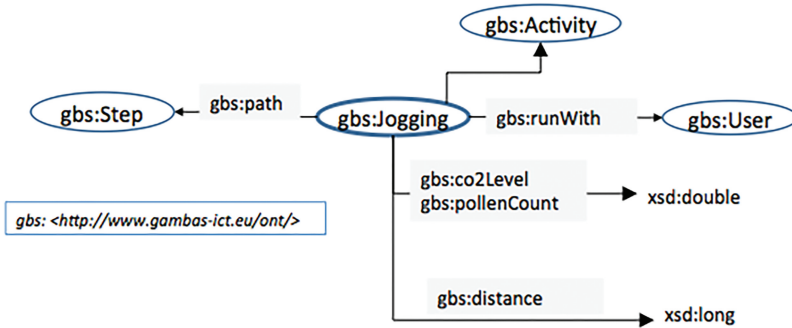 gbs:Activity
gbs:path
gbs:Step
gbs:Jogging
gbs:runWith
gbs:User
gbs:co2Level
gbs:pollenCount
xsd:double
gbs: <http://www.gambas-ict.eu/ont/>
gbs:distance
xsd:long